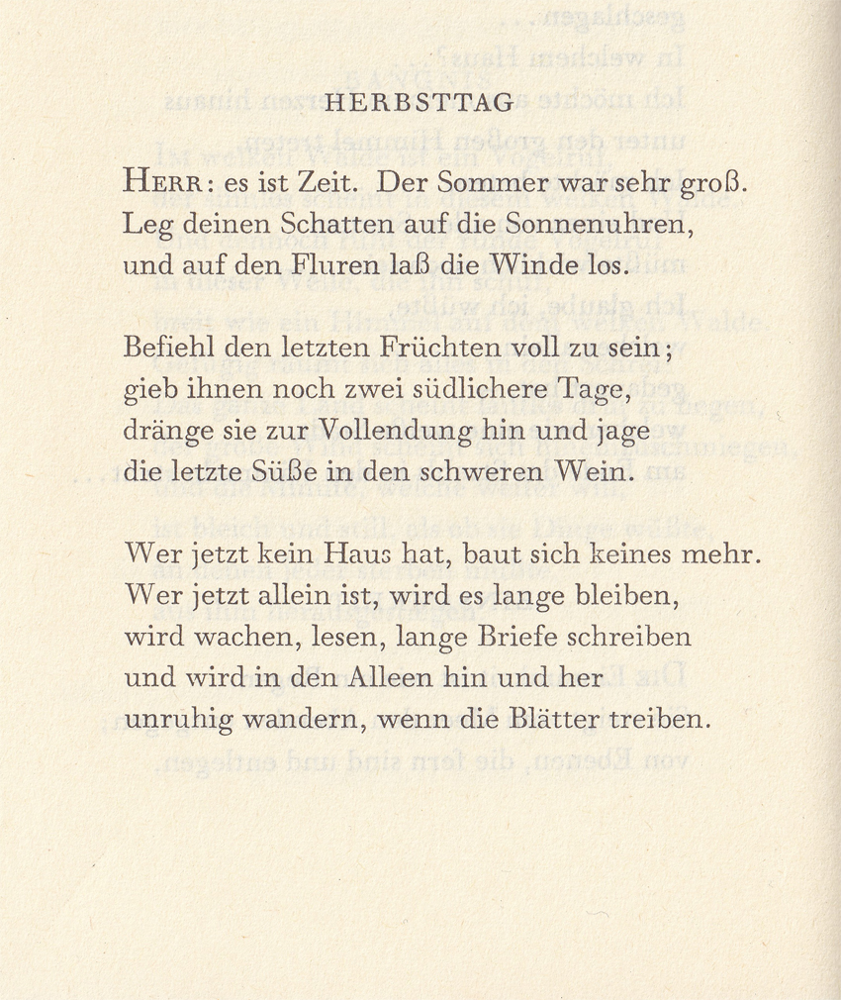 HERBSTTAG
HERR: es ist Zeit. Der Sommer war sehr groß.
Leg deinen Schatten auf die Sonnenuhren,
und auf den Fluren laß die Winde los.
Befiehl den letzten Früchten voll zu sein;
gieb ihnen noch zwei südlichere Tage,
dränge sie zur Vollendung hin und jage
die letzte Süße in den schweren Wein.
Wer jetzt kein Haus hat, baut sich keines mehr.
Wer jetzt allein ist, wird es lange bleiben,
wird wachen, lesen, lange Briefe schreiben
und wird in den Alleen hin und her
unruhig wandern, wenn die Blätter treiben.